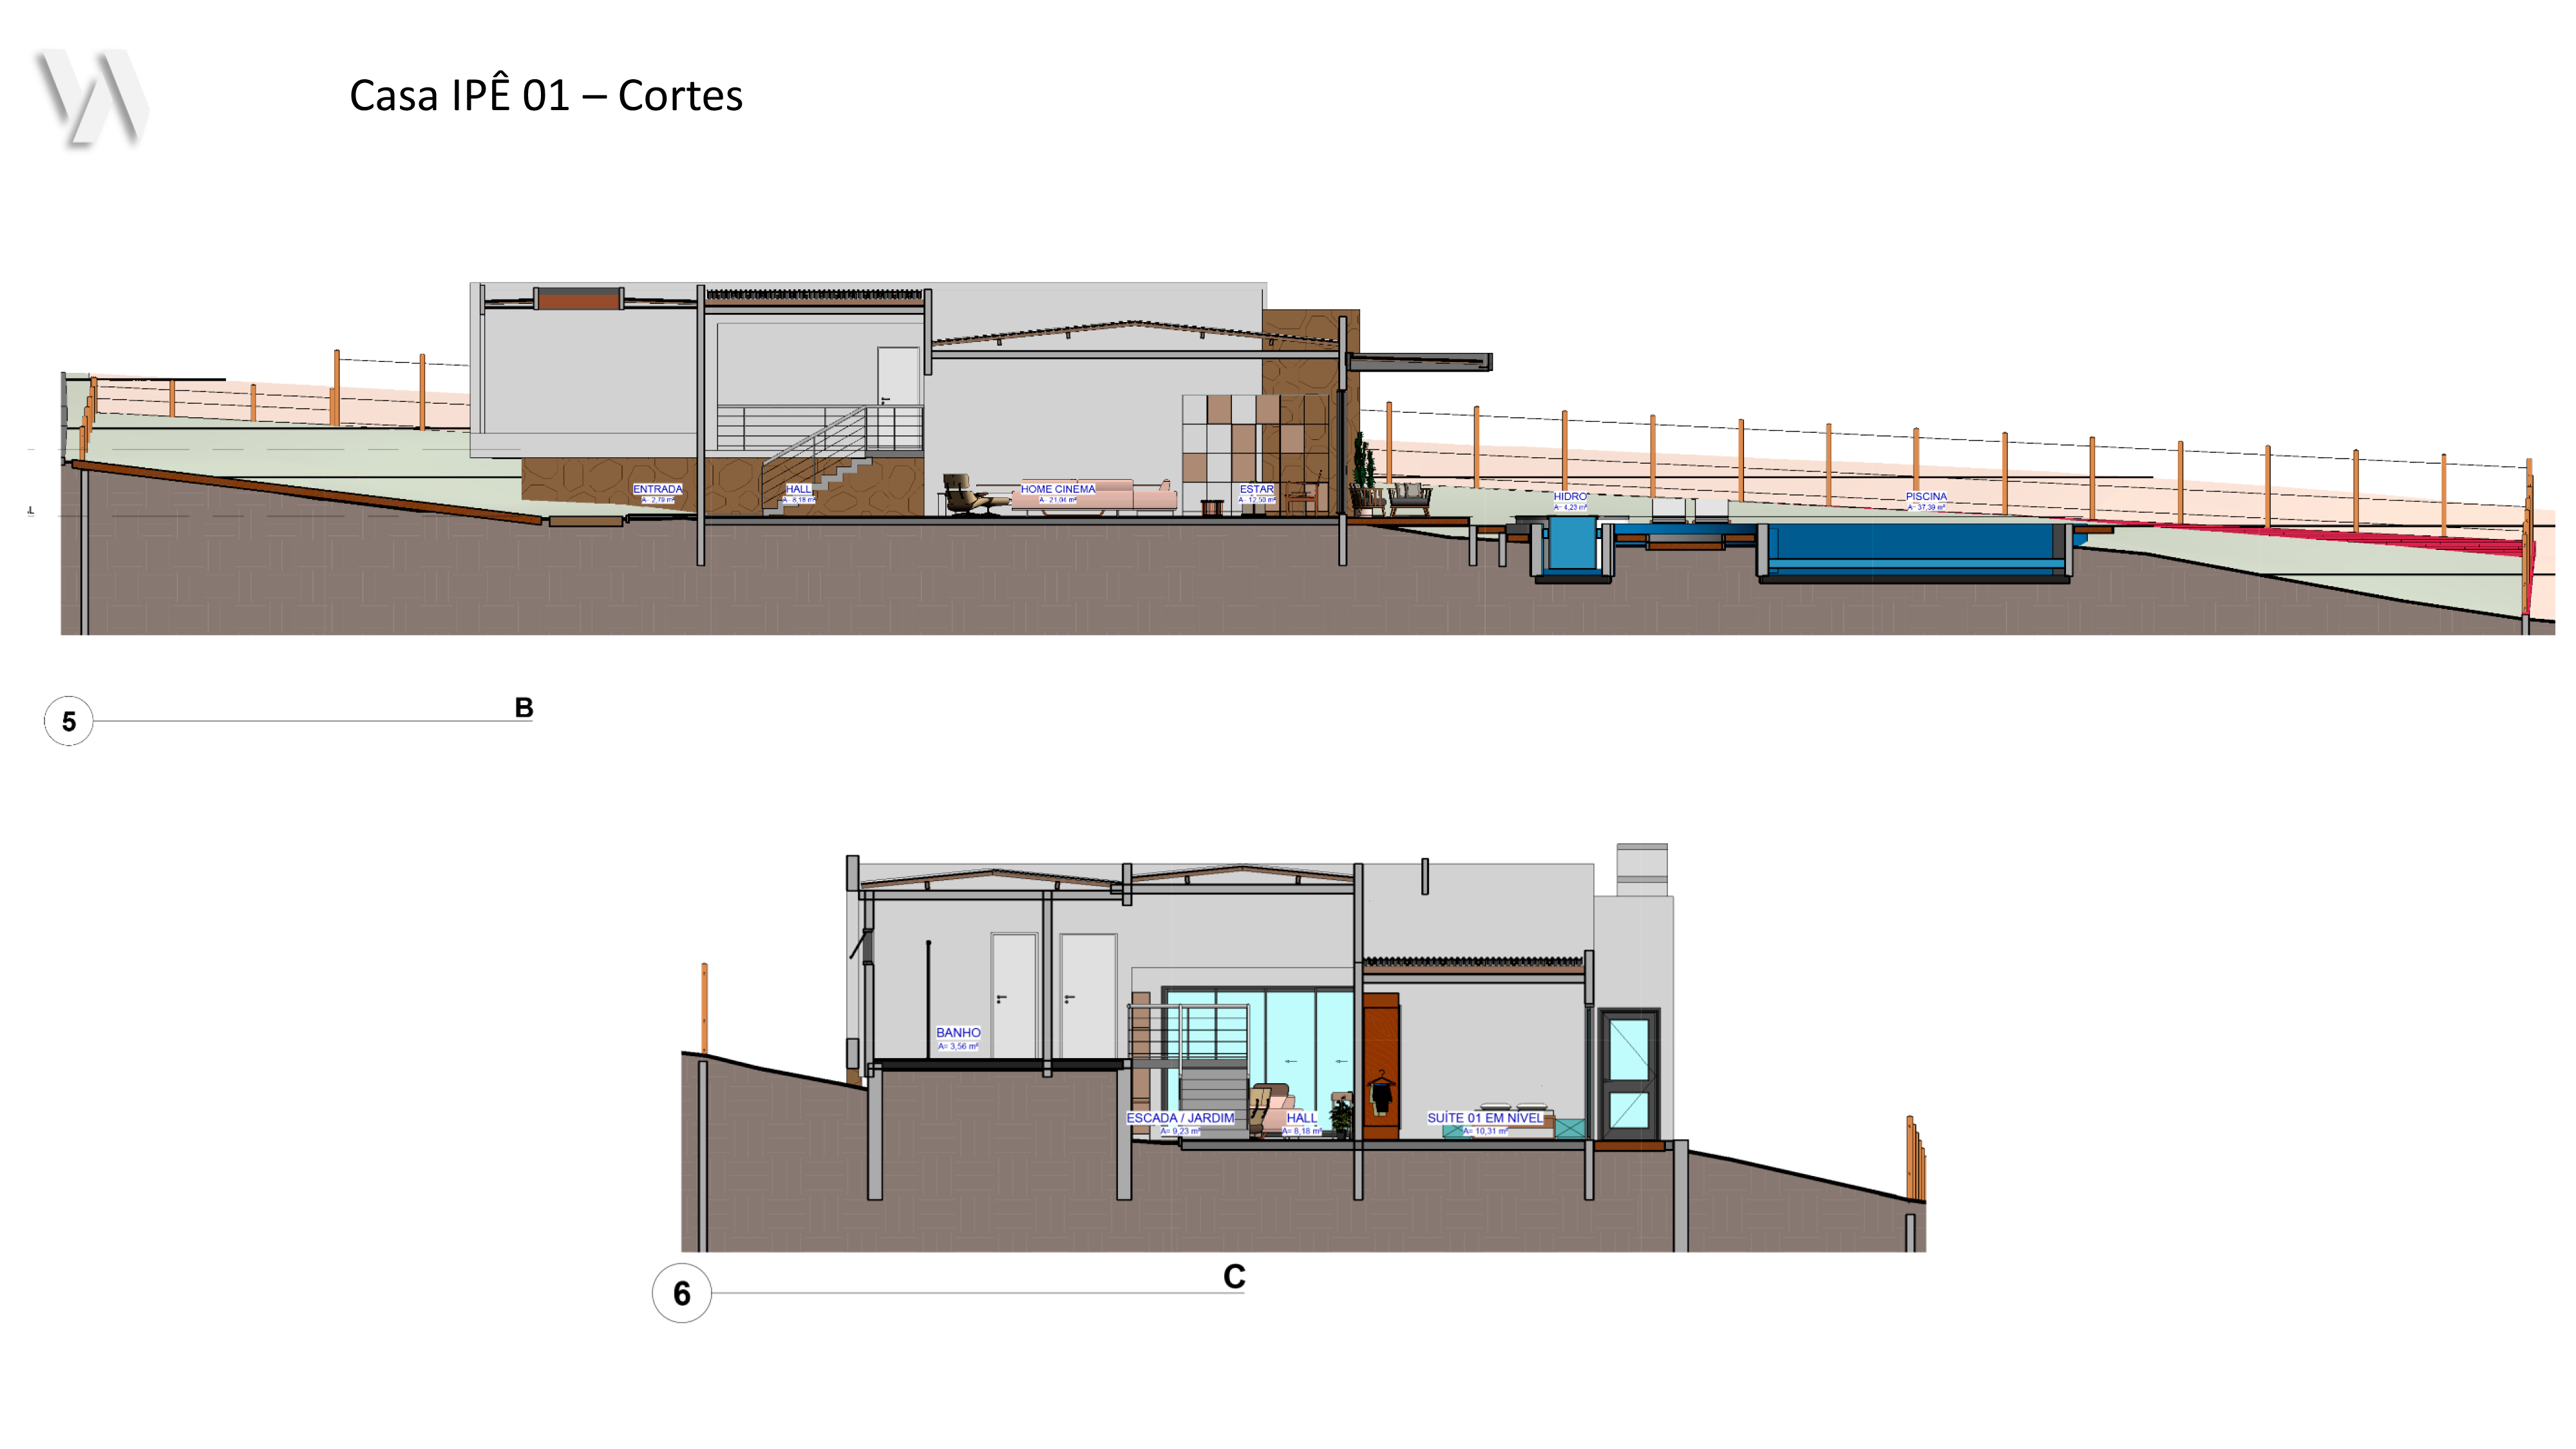 Casa IPÊ 01 – Cortes
ENTRADA
A= 2,79 m²
HALL
A= 8,18 m²
HOME CINEMA
A= 21,04 m²
ESTAR
A= 12,50 m²
HIDRO
A= 4,23 m²
PISCINA
A= 37,39 m²
5
B
BANHO
A= 3,56 m²
ESCADA / JARDIM
A= 9,23 m²
HALL
A= 8,18 m²
SUÍTE 01 EM NÍVEL
A= 10,31 m²
6
C